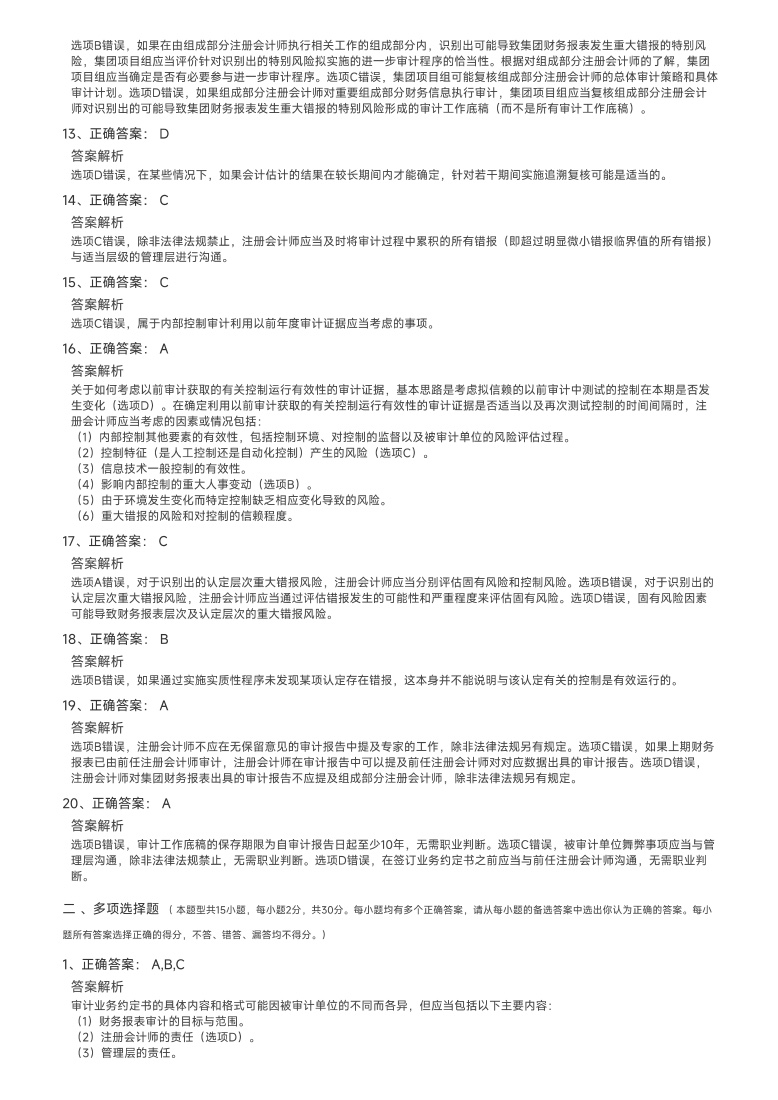 选项B错误，如果在由组成部分注册会计师执行相关工作的组成部分内，识别出可能导致集团财务报表发生重大错报的特别风
险，集团项目组应当评价针对识别出的特别风险拟实施的进一步审计程序的恰当性。根据对组成部分注册会计师的了解，集团
项目组应当确定是否有必要参与进一步审计程序。选项C错误，集团项目组可能复核组成部分注册会计师的总体审计策略和具体
审计计划。选项D错误，如果组成部分注册会计师对重要组成部分财务信息执行审计，集团项目组应当复核组成部分注册会计
师对识别出的可能导致集团财务报表发生重大错报的特别风险形成的审计工作底稿（而不是所有审计工作底稿）。
13、正确答案： D
答案解析
选项D错误，在某些情况下，如果会计估计的结果在较长期间内才能确定，针对若干期间实施追溯复核可能是适当的。
14、正确答案： C
答案解析
选项C错误，除非法律法规禁止，注册会计师应当及时将审计过程中累积的所有错报（即超过明显微小错报临界值的所有错报）
与适当层级的管理层进行沟通。
15、正确答案： C
答案解析
选项C错误，属于内部控制审计利用以前年度审计证据应当考虑的事项。
16、正确答案： A
答案解析
关于如何考虑以前审计获取的有关控制运行有效性的审计证据，基本思路是考虑拟信赖的以前审计中测试的控制在本期是否发
生变化（选项D）。在确定利用以前审计获取的有关控制运行有效性的审计证据是否适当以及再次测试控制的时间间隔时，注
册会计师应当考虑的因素或情况包括：
（1）内部控制其他要素的有效性，包括控制环境、对控制的监督以及被审计单位的风险评估过程。
（2）控制特征（是人工控制还是自动化控制）产生的风险（选项C）。
（3）信息技术一般控制的有效性。
（4）影响内部控制的重大人事变动（选项B）。
（5）由于环境发生变化而特定控制缺乏相应变化导致的风险。
（6）重大错报的风险和对控制的信赖程度。
17、正确答案： C
答案解析
选项A错误，对于识别出的认定层次重大错报风险，注册会计师应当分别评估固有风险和控制风险。选项B错误，对于识别出的
认定层次重大错报风险，注册会计师应当通过评估错报发生的可能性和严重程度来评估固有风险。选项D错误，固有风险因素
可能导致财务报表层次及认定层次的重大错报风险。
18、正确答案： B
答案解析
选项B错误，如果通过实施实质性程序未发现某项认定存在错报，这本身并不能说明与该认定有关的控制是有效运行的。
19、正确答案： A
答案解析
选项B错误，注册会计师不应在无保留意见的审计报告中提及专家的工作，除非法律法规另有规定。选项C错误，如果上期财务
报表已由前任注册会计师审计，注册会计师在审计报告中可以提及前任注册会计师对对应数据出具的审计报告。选项D错误，
注册会计师对集团财务报表出具的审计报告不应提及组成部分注册会计师，除非法律法规另有规定。
20、正确答案： A
答案解析
选项B错误，审计工作底稿的保存期限为自审计报告日起至少10年，无需职业判断。选项C错误，被审计单位舞弊事项应当与管
理层沟通，除非法律法规禁止，无需职业判断。选项D错误，在签订业务约定书之前应当与前任注册会计师沟通，无需职业判
断。
二 、多项选择题 （ 本题型共15小题，每小题2分，共30分。每小题均有多个正确答案，请从每小题的备选答案中选出你认为正确的答案。每小
题所有答案选择正确的得分，不答、错答、漏答均不得分。）
1、正确答案： A,B,C
答案解析
审计业务约定书的具体内容和格式可能因被审计单位的不同而各异，但应当包括以下主要内容：
（1）财务报表审计的目标与范围。
（2）注册会计师的责任（选项D）。
（3）管理层的责任。